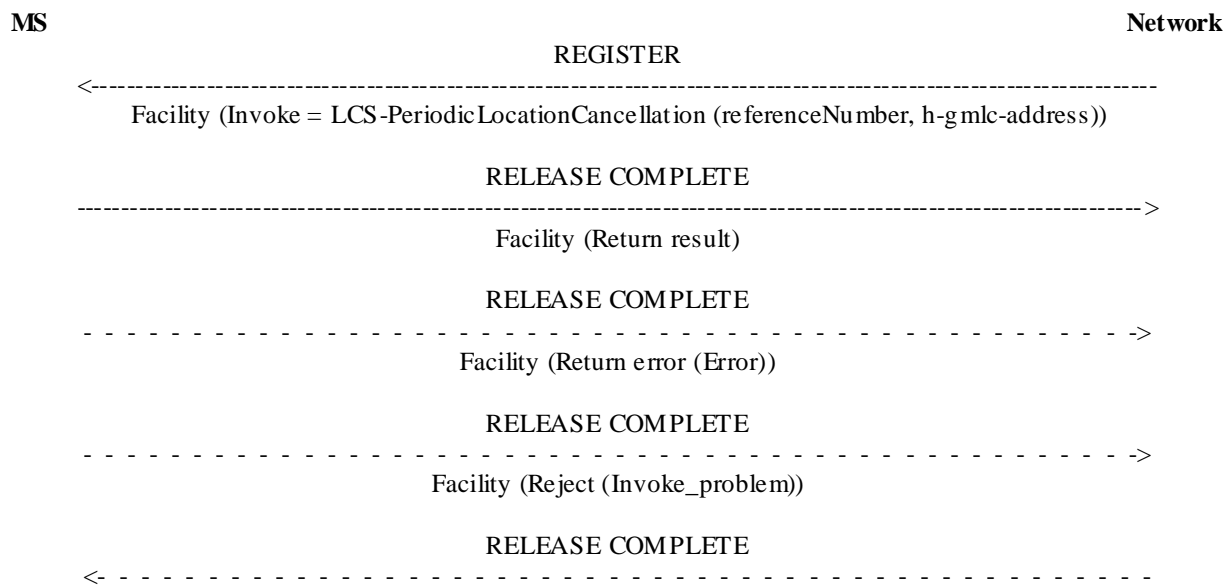 MS Network
REGISTER
<------------------------------------------------------------------------------------------------------------------------
Facility (Invoke = LCS-PeriodicLocationCancellation (referenceNumber, h-gmlc-address))
RELEASE COMPLETE
------------------------------------------------------------------------------------------------------------------------>
Facility (Return result)
RELEASE COMPLETE
- - - - - - - - - - - - - - - - - - - - - - - - - - - - - - - - - - - - - - - - - - - - - - - ->
Facility (Return error (Error))
RELEASE COMPLETE
- - - - - - - - - - - - - - - - - - - - - - - - - - - - - - - - - - - - - - - - - - - - - - - ->
Facility (Reject (Invoke_problem))
RELEASE COMPLETE
<- - - - - - - - - - - - - - - - - - - - - - - - - - - - - - - - - - - - - - - - - - - - - - - -